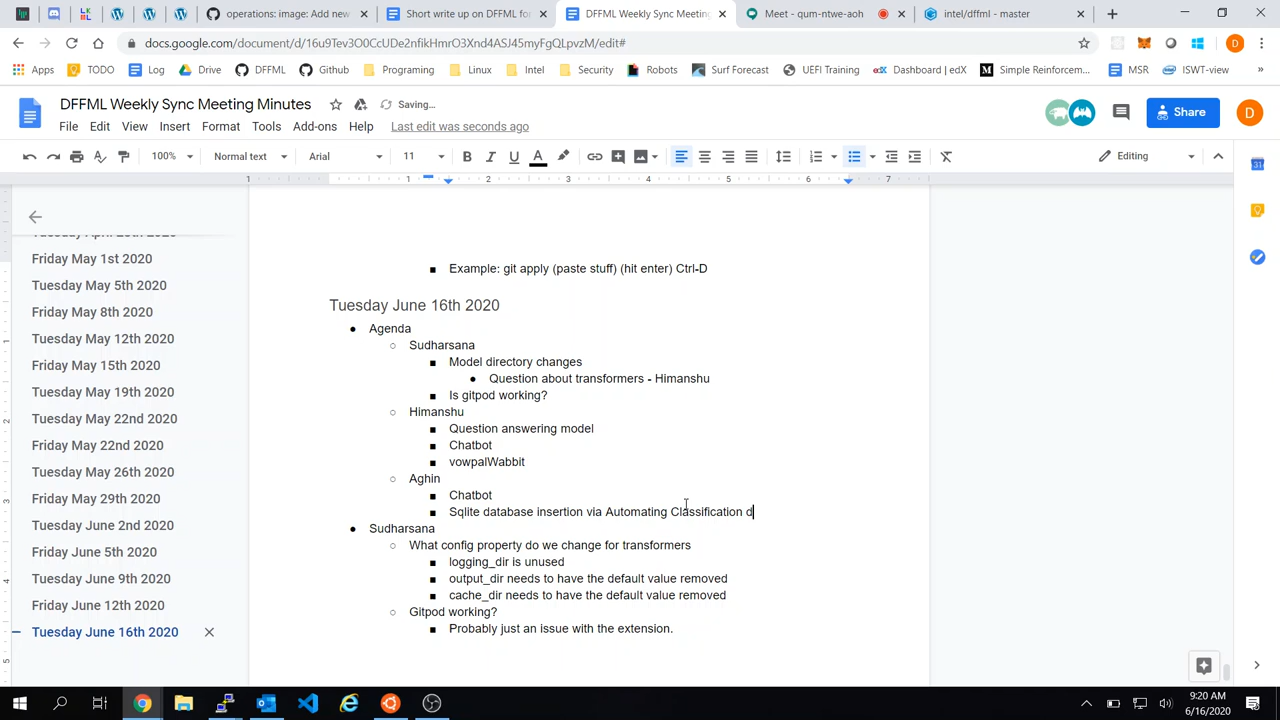 operations: image: Add new
Short write up on DFFML for
DFFML Weekly Sync Meeting
Meet - qum-ntwe-aoh
intel/dffml - master
docs.google.com/document/d/16u9Tev3O0CcUDe2nfikHmrO3Xnd4ASJ45myFgQLpvzM/edit#
D
Apps TODO Log Drive DFFML Github Programming Linux Intel Security Robots Surf Forecast UEFI Training Dashboard | edX Simple Reinforcem... MSR ISWT-view »
DFFML Weekly Sync Meeting Minutes
Saving...
Share
D
File Edit View Insert Format Tools Add-ons Help Last edit was seconds ago
100% Normal text Arial 11 B I U A Editing
1 1 2 3 4 5 6 7
Friday May 1st 2020
Tuesday May 5th 2020
Friday May 8th 2020
Tuesday May 12th 2020
Friday May 15th 2020
Tuesday May 19th 2020
Tuesday May 22nd 2020
Friday May 22nd 2020
Tuesday May 26th 2020
Friday May 29th 2020
Tuesday June 2nd 2020
Friday June 5th 2020
Tuesday June 9th 2020
Friday June 12th 2020
Tuesday June 16th 2020
Example: git apply (paste stuff) (hit enter) Ctrl-D
Tuesday June 16th 2020
Agenda
Sudharsana
Model directory changes
Question about transformers - Himanshu
Is gitpod working?
Himanshu
Question answering model
Chatbot
vowpalWabbit
Aghin
Chatbot
Sqlite database insertion via Automating Classification d
Sudharsana
What config property do we change for transformers
logging_dir is unused
output_dir needs to have the default value removed
cache_dir needs to have the default value removed
Gitpod working?
Probably just an issue with the extension.
9:20 AM
6/16/2020